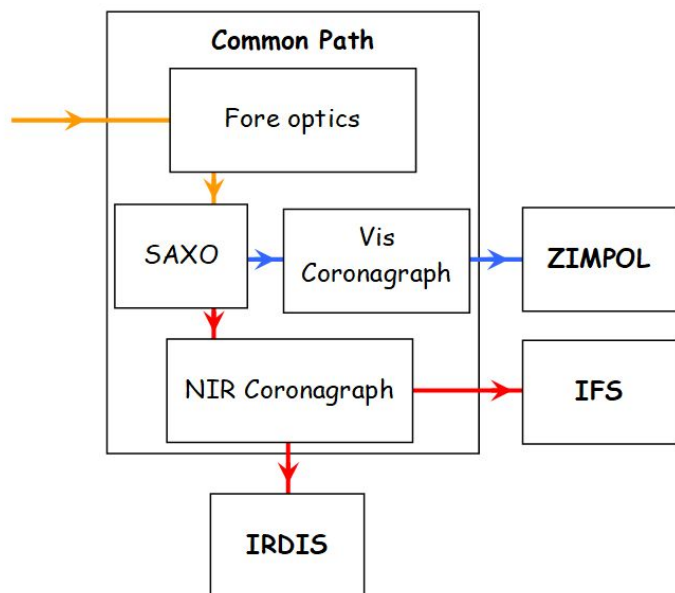 Common Path
Fore optics
SAXO
Vis
Coronagraph
ZIMPOL
NIR Coronagraph
IFS
IRDIS